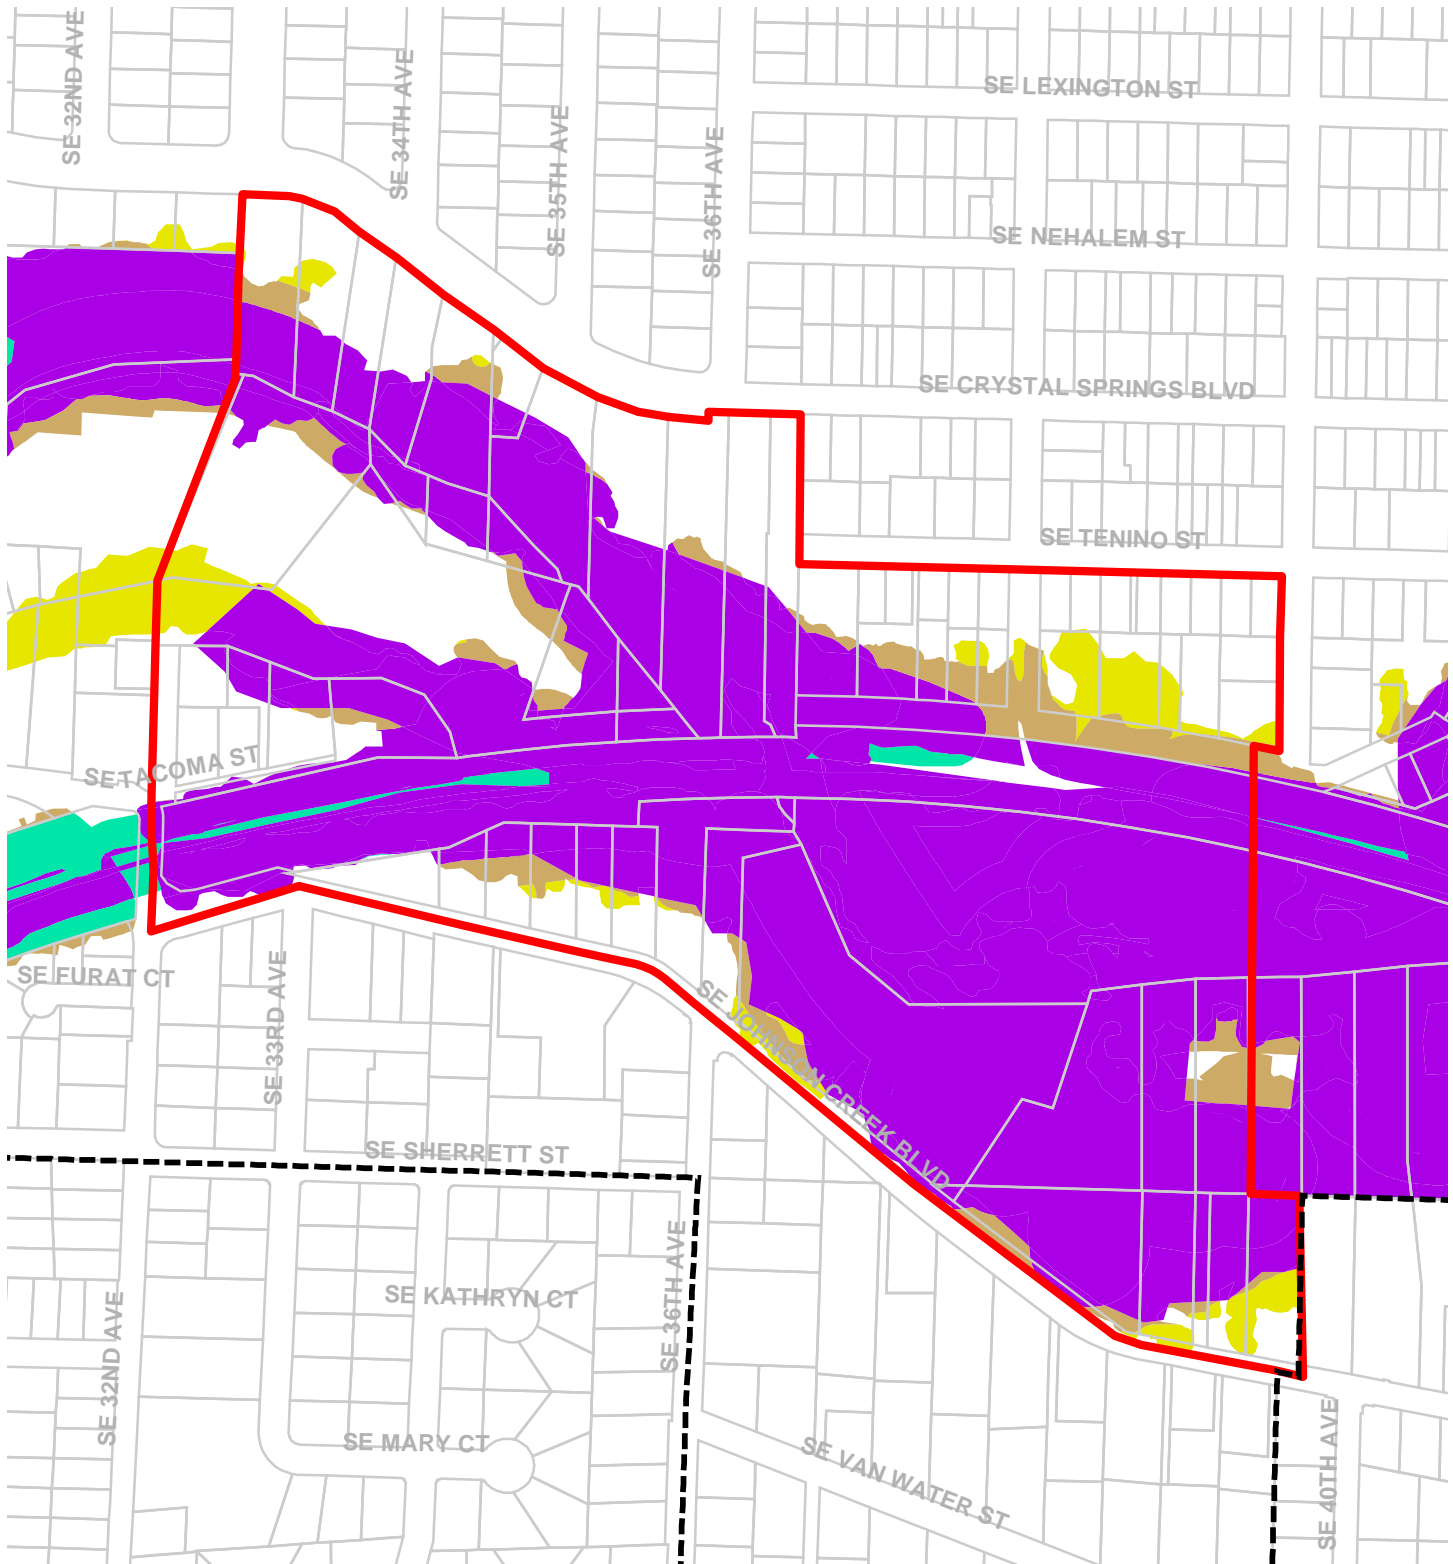 SE 32ND AVE
SE 34TH AVE
SE 35TH AVE
SE 36TH AVE
SE LEXINGTON ST
SE NEHALEM ST
SE CRYSTAL SPRINGS BLVD
SE TENINO ST
SE TACOMA ST
SE FURAT CT
SE 33RD AVE
SE JOHNSON CREEK BLVD
SE SHERRETT ST
SE KATHRYN CT
SE 36TH AVE
SE 32ND AVE
SE MARY CT
SE VAN WATER ST
SE 40TH AVE